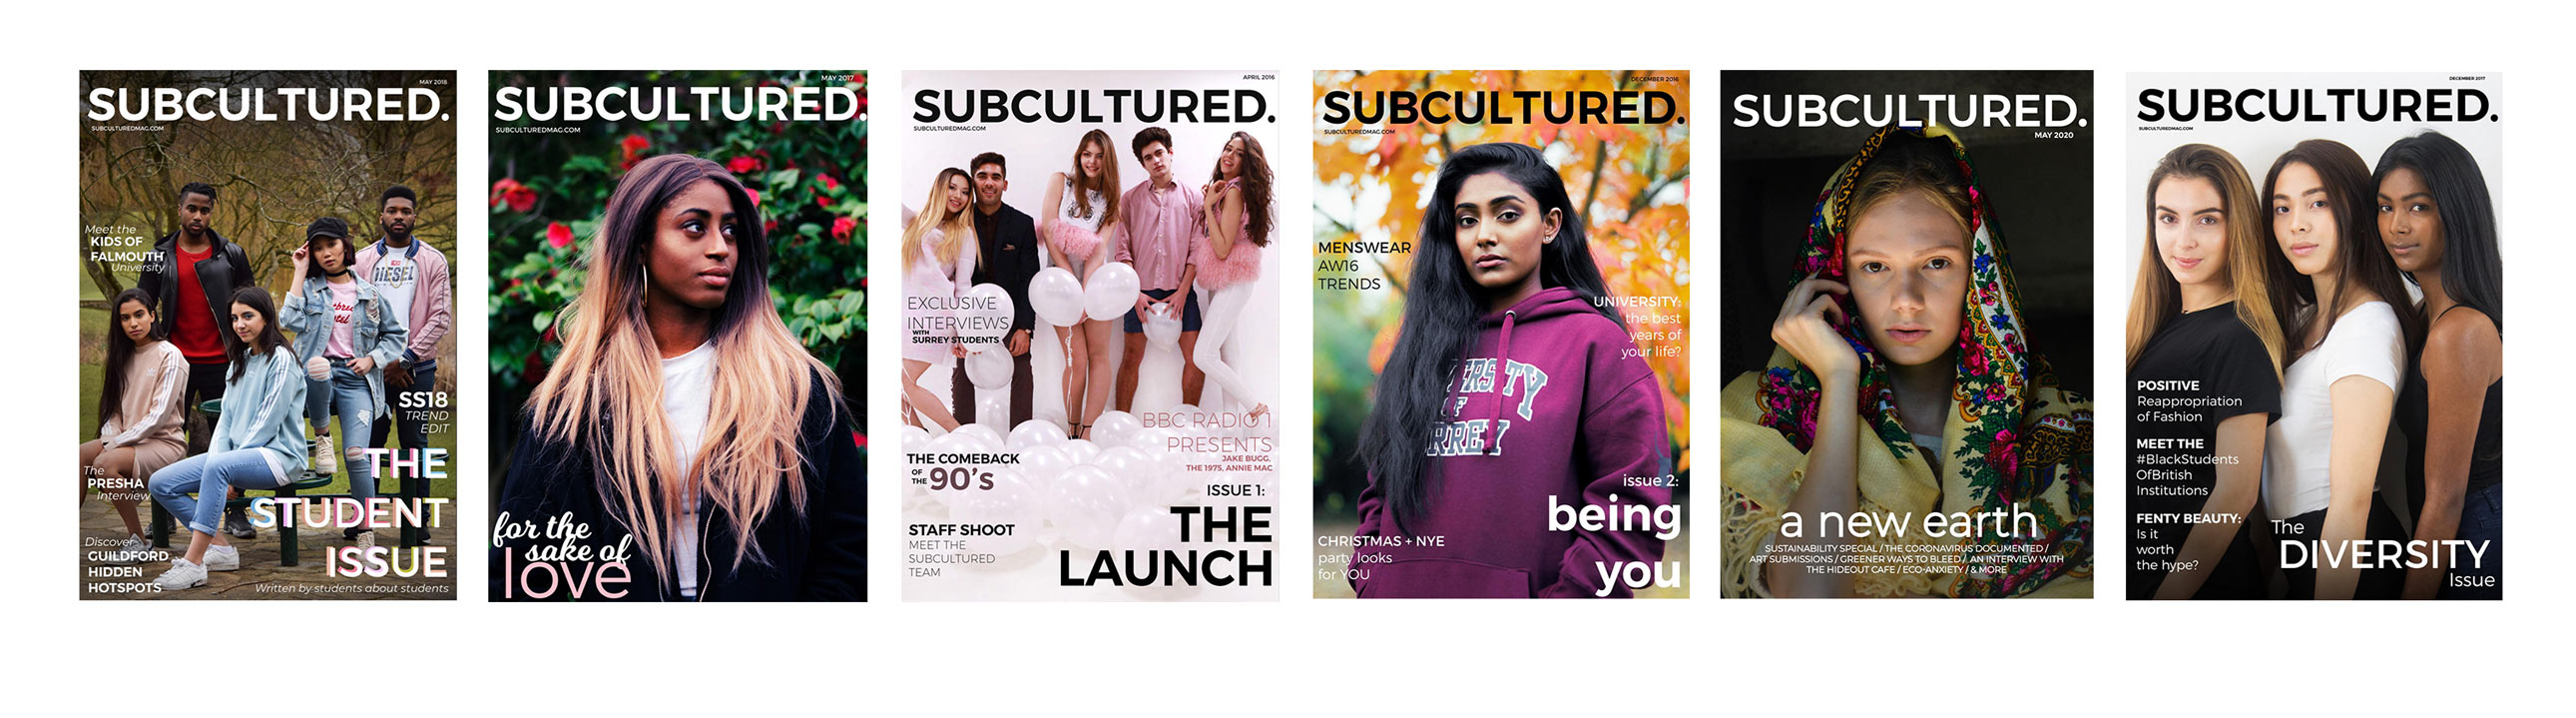 MAY 2018
SUBCULTURED.
SUBCULTUREDMAG.COM
Meet the
KIDS OF
FALMOUTH
University
SS18
TREND
EDIT
The
PRESHA
Interview
THE
STUDENT
ISSUE
Discover
GUILDFORD
HIDDEN
HOTSPOTS
Written by students about students
MAY 2017
SUBCULTURED.
SUBCULTUREDMAG.COM
for the
sake of
love
APRIL 2016
SUBCULTURED.
SUBCULTUREDMAG.COM
EXCLUSIVE
INTERVIEWS
WITH
SURREY STUDENTS
BBC RADIO 1
PRESENTS
JAKE BUGG,
THE 1975, ANNIE MAC
THE COMEBACK
OF
THE 90's
ISSUE 1:
THE
LAUNCH
STAFF SHOOT
MEET THE
SUBCULTURED
TEAM
DECEMBER 2016
SUBCULTURED.
SUBCULTUREDMAG.COM
MENSWEAR
AW16
TRENDS
UNIVERSITY:
the best
years of
your life?
ERSITY
OF
RREY
issue 2:
being
you
CHRISTMAS + NYE
party looks
for YOU
SUBCULTURED.
MAY 2020
a new earth
SUSTAINABILITY SPECIAL / THE CORONAVIRUS DOCUMENTED /
ART SUBMISSIONS / GREENER WAYS TO BLEED / AN INTERVIEW WITH
THE HIDEOUT CAFE / ECO-ANXIETY / & MORE
DECEMBER 2017
SUBCULTURED.
SUBCULTUREDMAG.COM
POSITIVE
Reappropriation
of Fashion
MEET THE
#BlackStudents
OfBritish
Institutions
FENTY BEAUTY:
Is it
worth
the hype?
The
DIVERSITY
Issue